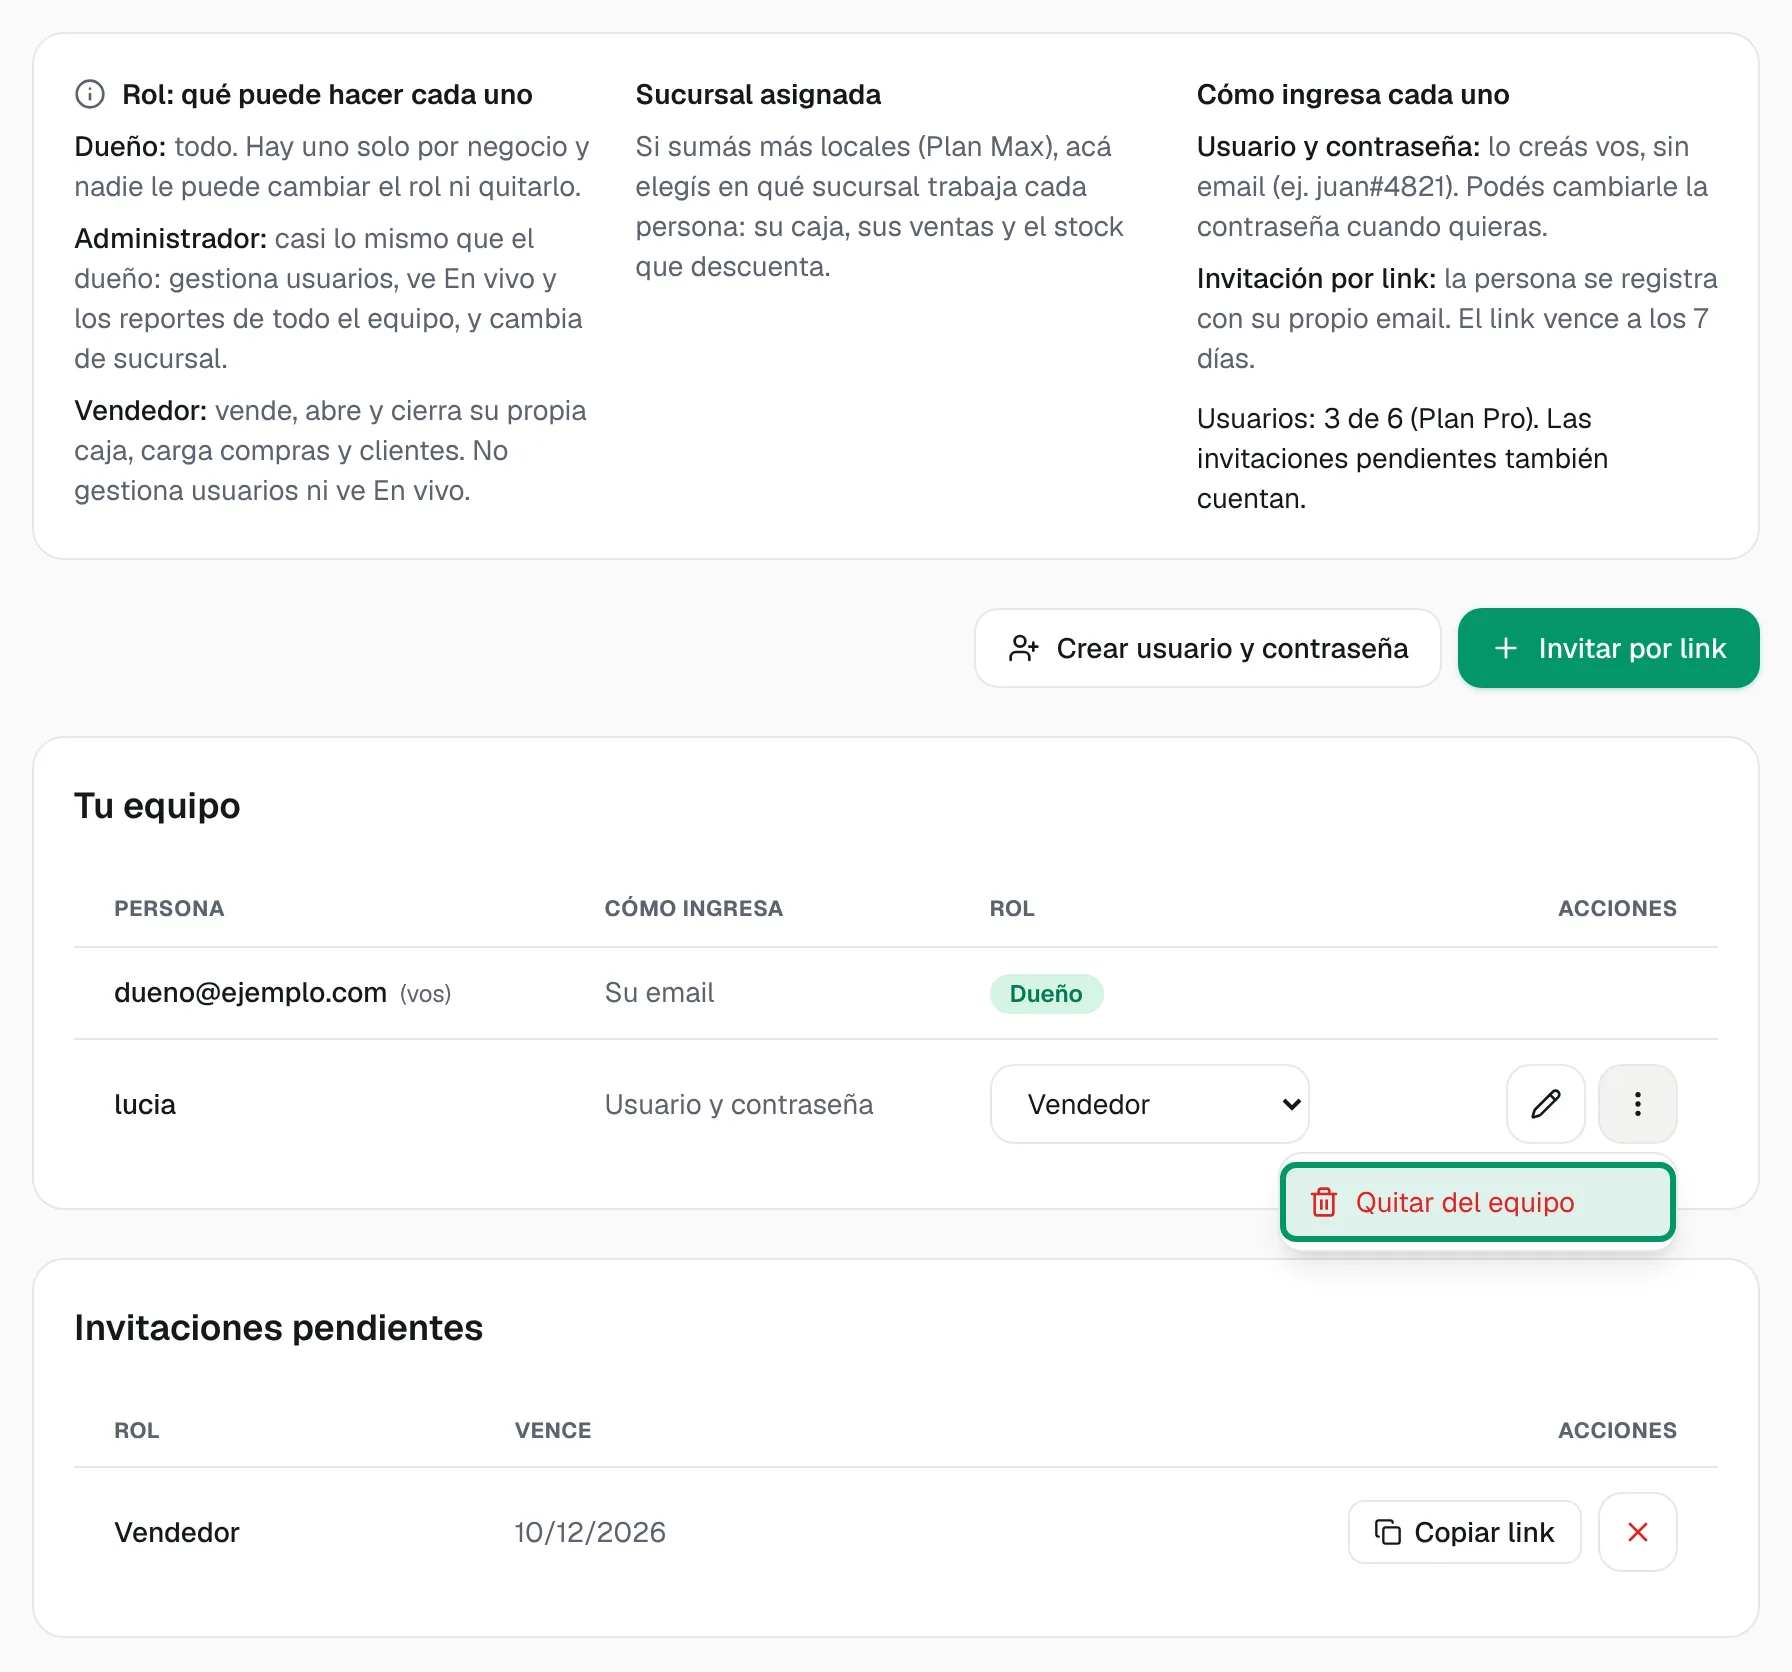 Rol: qué puede hacer cada uno
Dueño: todo. Hay uno solo por negocio y
nadie le puede cambiar el rol ni quitarlo.
Administrador: casi lo mismo que el
dueño: gestiona usuarios, ve En vivo y
los reportes de todo el equipo, y cambia
de sucursal.
Vendedor: vende, abre y cierra su propia
caja, carga compras y clientes. No
gestiona usuarios ni ve En vivo.
Sucursal asignada
Si sumás más locales (Plan Max), acá
elegís en qué sucursal trabaja cada
persona: su caja, sus ventas y el stock
que descuenta.
Cómo ingresa cada uno
Usuario y contraseña: lo creás vos, sin
email (ej. juan#4821). Podés cambiarle la
contraseña cuando quieras.
Invitación por link: la persona se registra
con su propio email. El link vence a los 7
días.
Usuarios: 3 de 6 (Plan Pro). Las
invitaciones pendientes también
cuentan.
Crear usuario y contraseña
Invitar por link
Tu equipo
PERSONA CÓMO INGRESA ROL ACCIONES
dueno@ejemplo.com (vos) Su email Dueño
lucia Usuario y contraseña Vendedor
Quitar del equipo
Invitaciones pendientes
ROL VENCE ACCIONES
Vendedor 10/12/2026 Copiar link